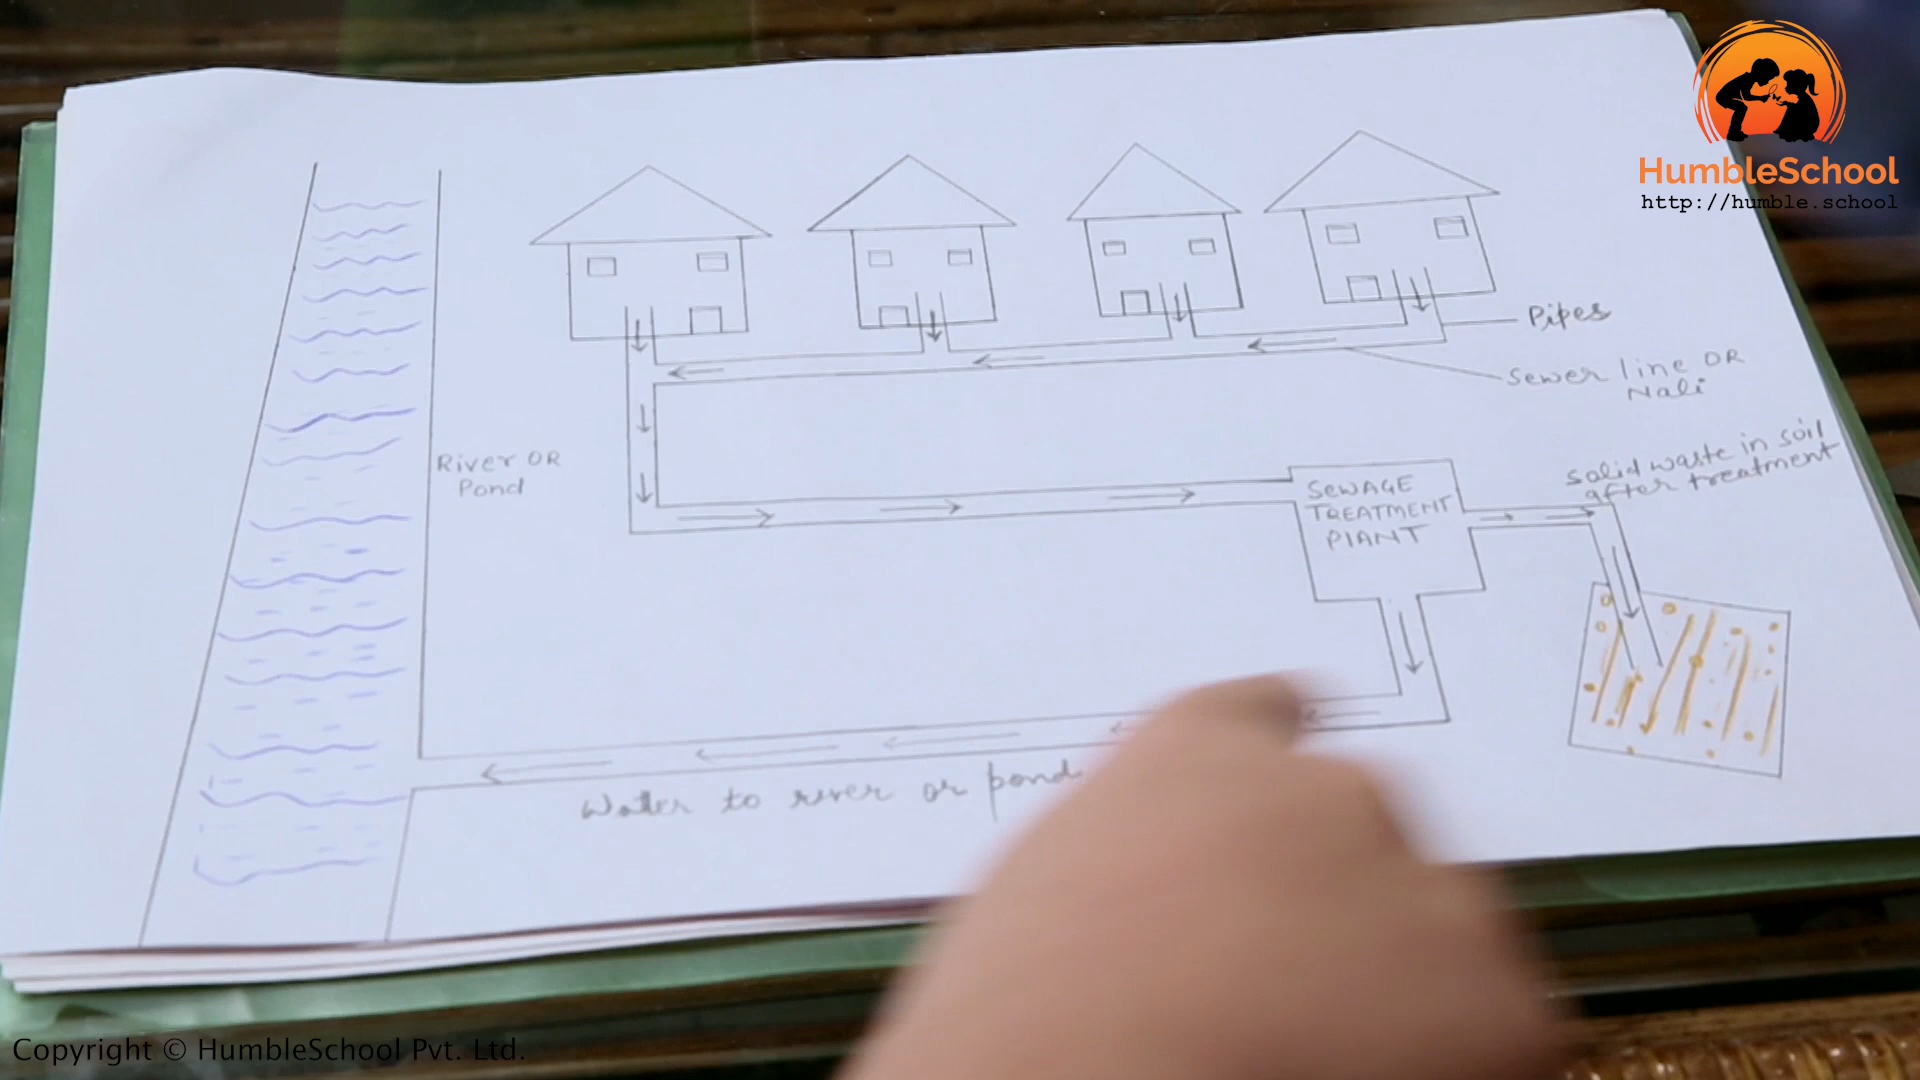 HumbleSchool
http://humble.school
Pipes
Sewer line OR
Nali
River OR
Pond
SEWAGE
TREATMENT
PlANT
Solid waste in soil
after treatment
Water to river or pond
Copyright © HumbleSchool Pvt. Ltd.